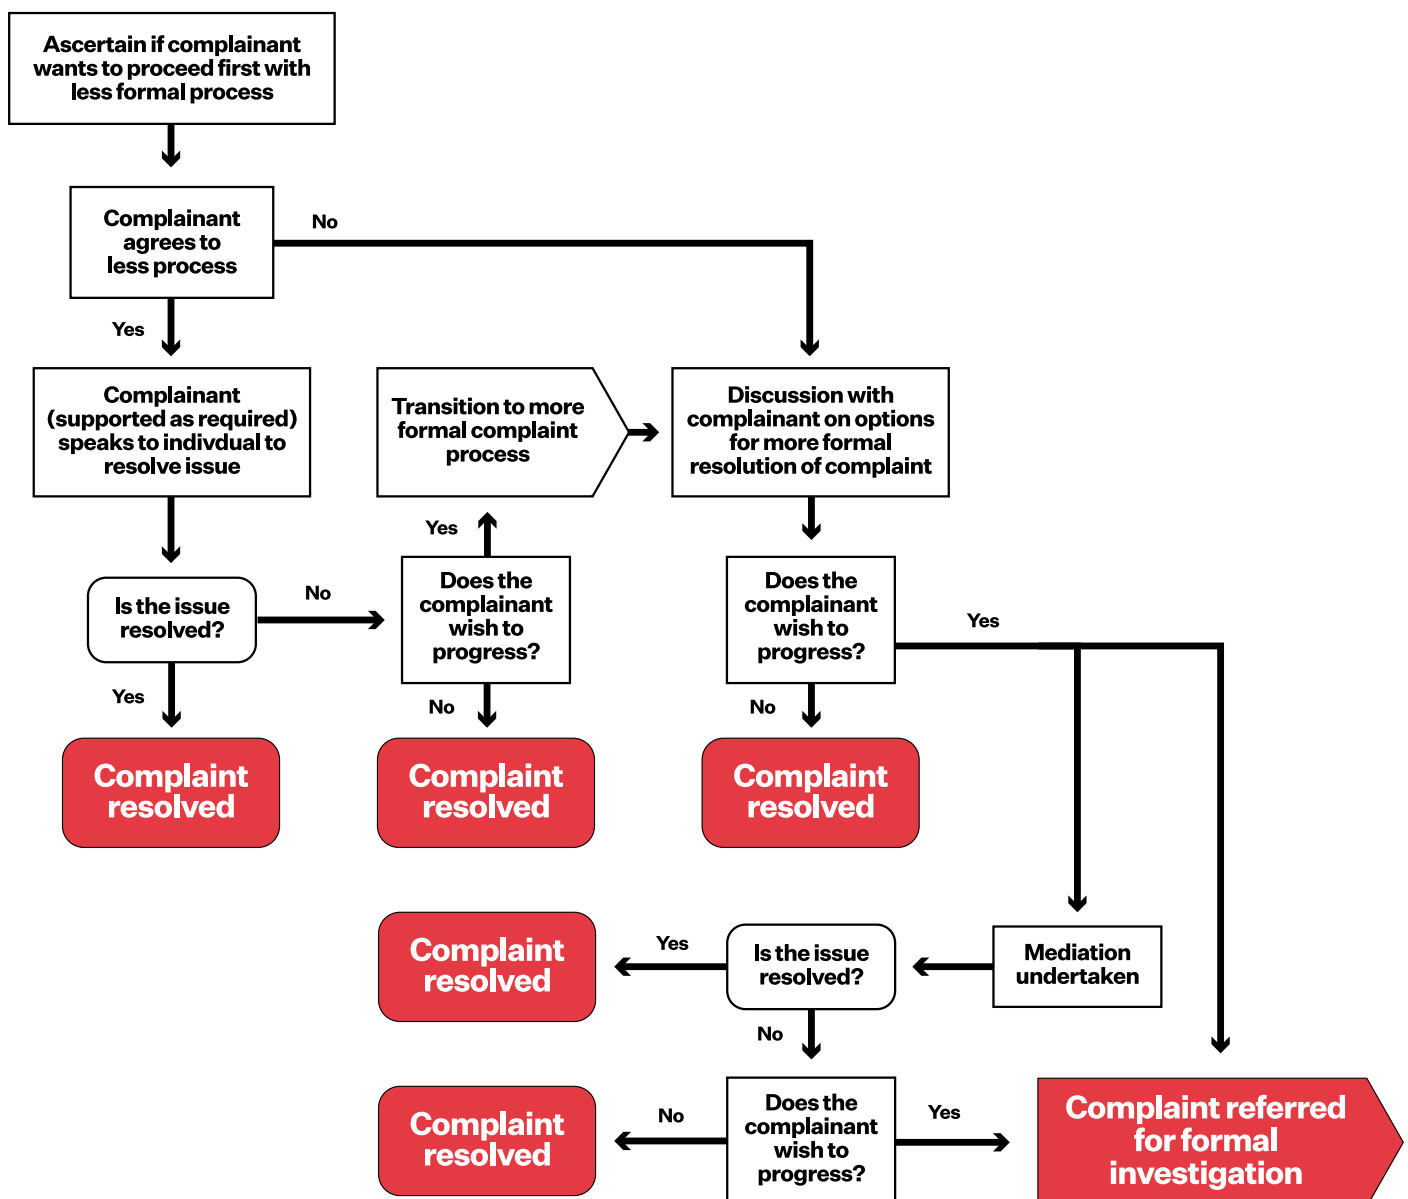 Ascertain if complainant
wants to proceed first with
less formal process
Complainant
agrees to
less process
No
Yes
Complainant
(supported as required)
speaks to indivdual to
resolve issue
Transition to more
formal complaint
process
Discussion with
complainant on options
for more formal
resolution of complaint
Yes
Is the issue
resolved?
No
Does the
complainant
wish to
progress?
Does the
complainant
wish to
progress?
Yes
Yes
No
No
Complaint
resolved
Complaint
resolved
Complaint
resolved
Complaint
resolved
Yes
Is the issue
resolved?
Mediation
undertaken
No
Complaint
resolved
No
Does the
complainant
wish to
progress?
Yes
Complaint referred
for formal
investigation